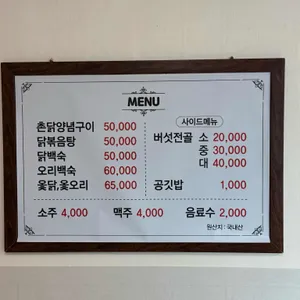 MENU
촌닭양념구이 50,000
닭볶음탕 50,000
닭백숙 50,000
오리백숙 60,000
옻닭,옻오리 65,000
사이드메뉴
버섯전골 소 20,000
중 30,000
대 40,000
공깃밥 1,000
소주 4,000 맥주 4,000 음료수 2,000
원산지 : 국내산